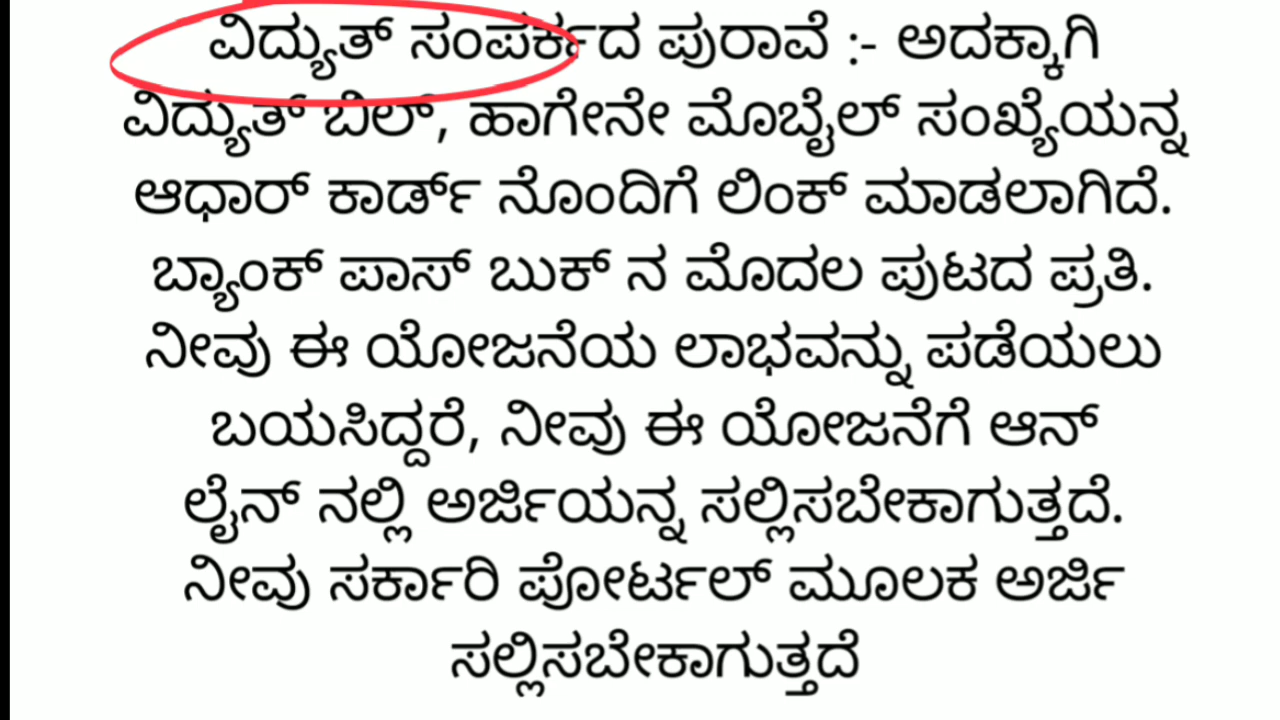 ವಿದ್ಯುತ್ ಸಂಪರ್ಕದ ಪುರಾವೆ :- ಅದಕ್ಕಾಗಿ
ವಿದ್ಯುತ್ ಬಿಲ್, ಹಾಗೇನೇ ಮೊಬೈಲ್ ಸಂಖ್ಯೆಯನ್ನ
ಆಧಾರ್ ಕಾರ್ಡ್ ನೊಂದಿಗೆ ಲಿಂಕ್ ಮಾಡಲಾಗಿದೆ.
ಬ್ಯಾಂಕ್ ಪಾಸ್ ಬುಕ್ ನ ಮೊದಲ ಪುಟದ ಪ್ರತಿ.
ನೀವು ಈ ಯೋಜನೆಯ ಲಾಭವನ್ನು ಪಡೆಯಲು
ಬಯಸಿದ್ದರೆ, ನೀವು ಈ ಯೋಜನೆಗೆ ಆನ್
ಲೈನ್ ನಲ್ಲಿ ಅರ್ಜಿಯನ್ನ ಸಲ್ಲಿಸಬೇಕಾಗುತ್ತದೆ.
ನೀವು ಸರ್ಕಾರಿ ಪೋರ್ಟಲ್ ಮೂಲಕ ಅರ್ಜಿ
ಸಲ್ಲಿಸಬೇಕಾಗುತ್ತದೆ